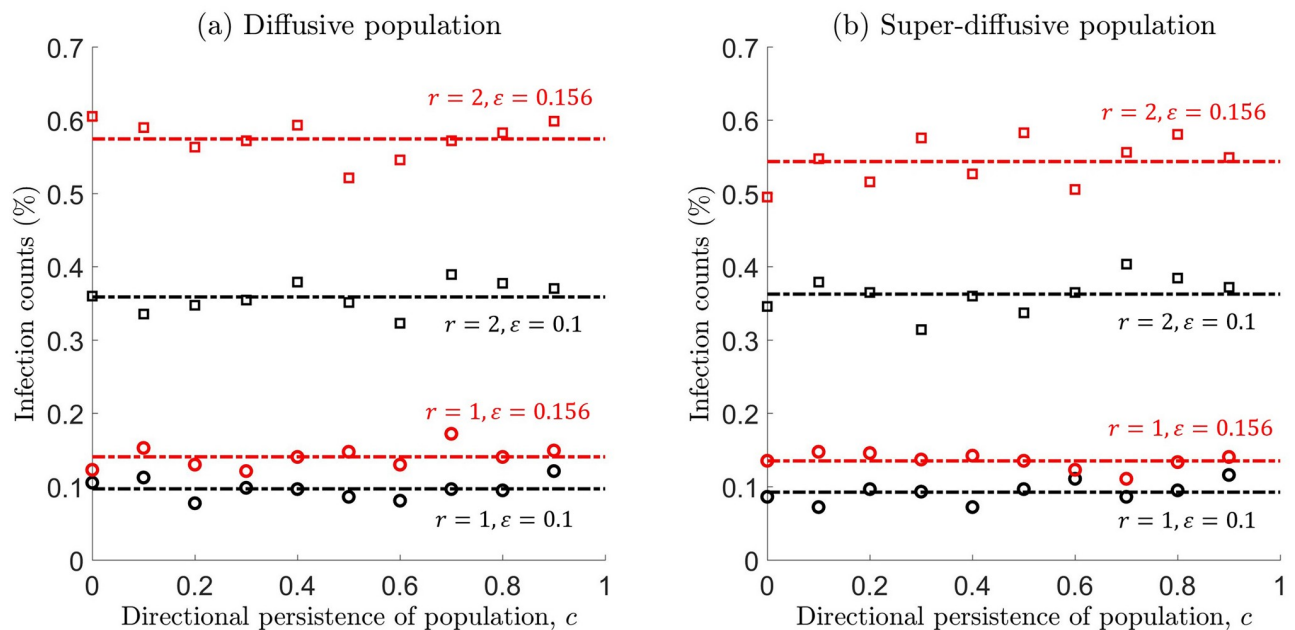 (a) Diffusive population
0.7
0.6
0.5
0.4
0.3
0.2
0.1
0
Infection counts (%)
r = 2, ε = 0.156
r = 2, ε = 0.1
r = 1, ε = 0.156
r = 1, ε = 0.1
0 0.2 0.4 0.6 0.8 1
Directional persistence of population, c
(b) Super-diffusive population
0.7
0.6
0.5
0.4
0.3
0.2
0.1
0
Infection counts (%)
r = 2, ε = 0.156
r = 2, ε = 0.1
r = 1, ε = 0.156
r = 1, ε = 0.1
0 0.2 0.4 0.6 0.8 1
Directional persistence of population, c